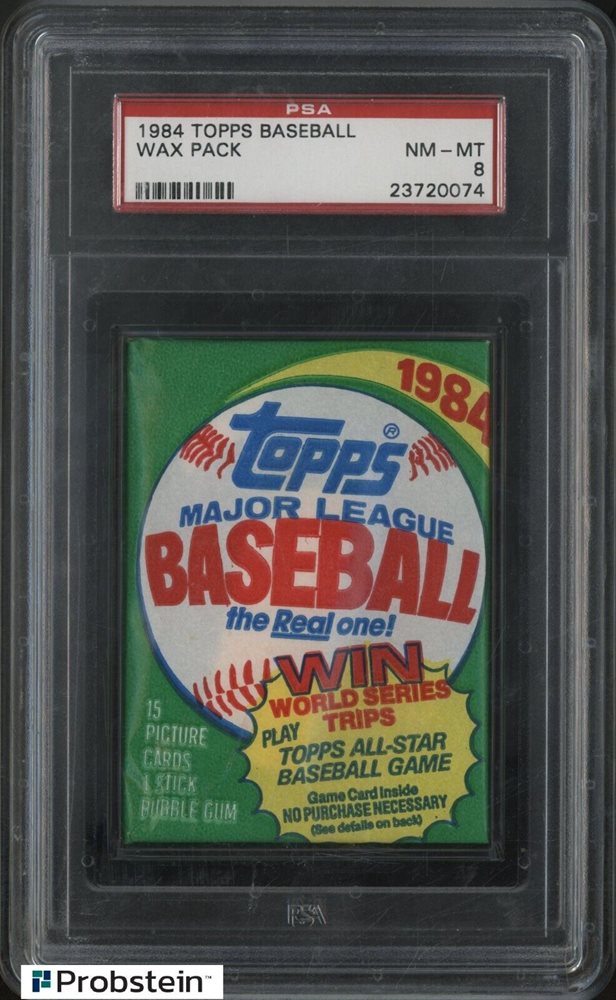 PSA
1984 TOPPS BASEBALL
WAX PACK NM - MT
8
23720074
1984
topps®
MAJOR LEAGUE
BASEBALL
the Real one!
WIN
WORLD SERIES
TRIPS
PLAY
TOPPS ALL-STAR
BASEBALL GAME
Game Card Inside
NO PURCHASE NECESSARY
(See details on back)
15
PICTURE
CARDS
1 STICK
BUBBLE GUM
PSA
Probstein™